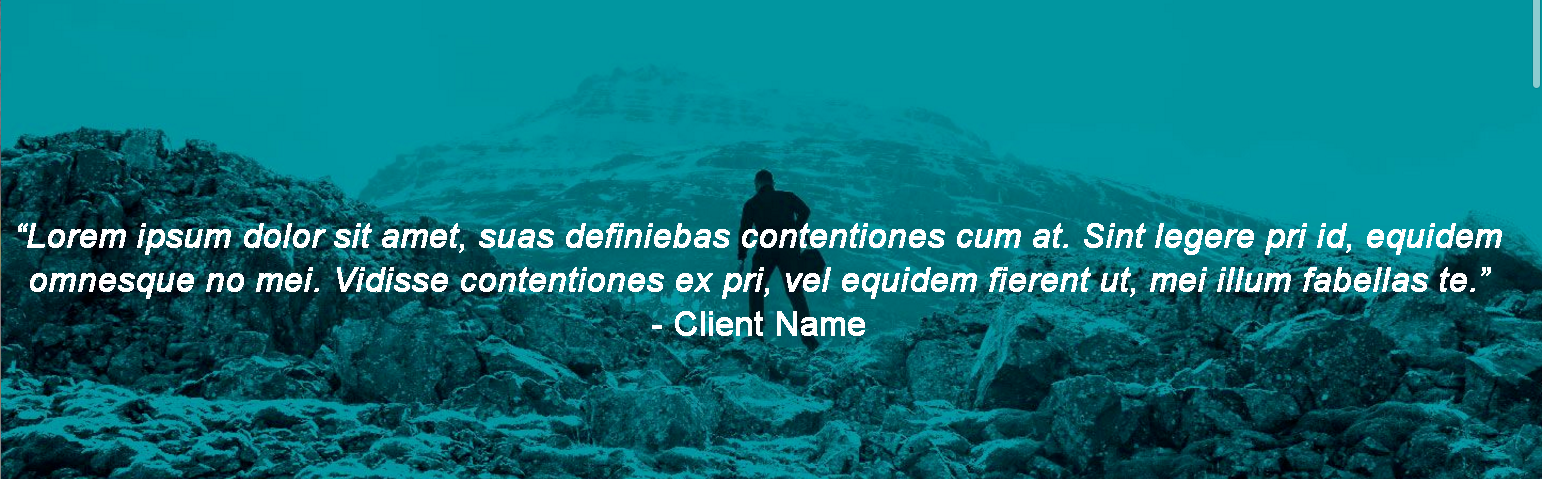 “Lorem ipsum dolor sit amet, suas definiebas contentiones cum at. Sint legere pri id, equidem
omnesque no mei. Vidisse contentiones ex pri, vel equidem fierent ut, mei illum fabellas te.”
- Client Name